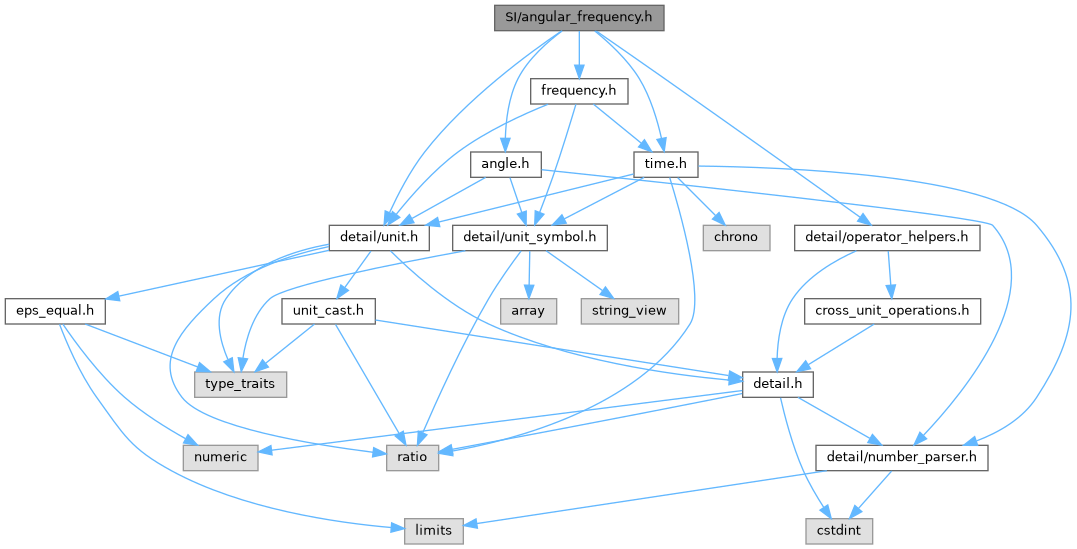 SI/angular_frequency.h
frequency.h
angle.h
time.h
detail/unit.h
detail/unit_symbol.h
chrono
detail/operator_helpers.h
eps_equal.h
unit_cast.h
array
string_view
cross_unit_operations.h
type_traits
detail.h
numeric
ratio
detail/number_parser.h
limits
cstdint